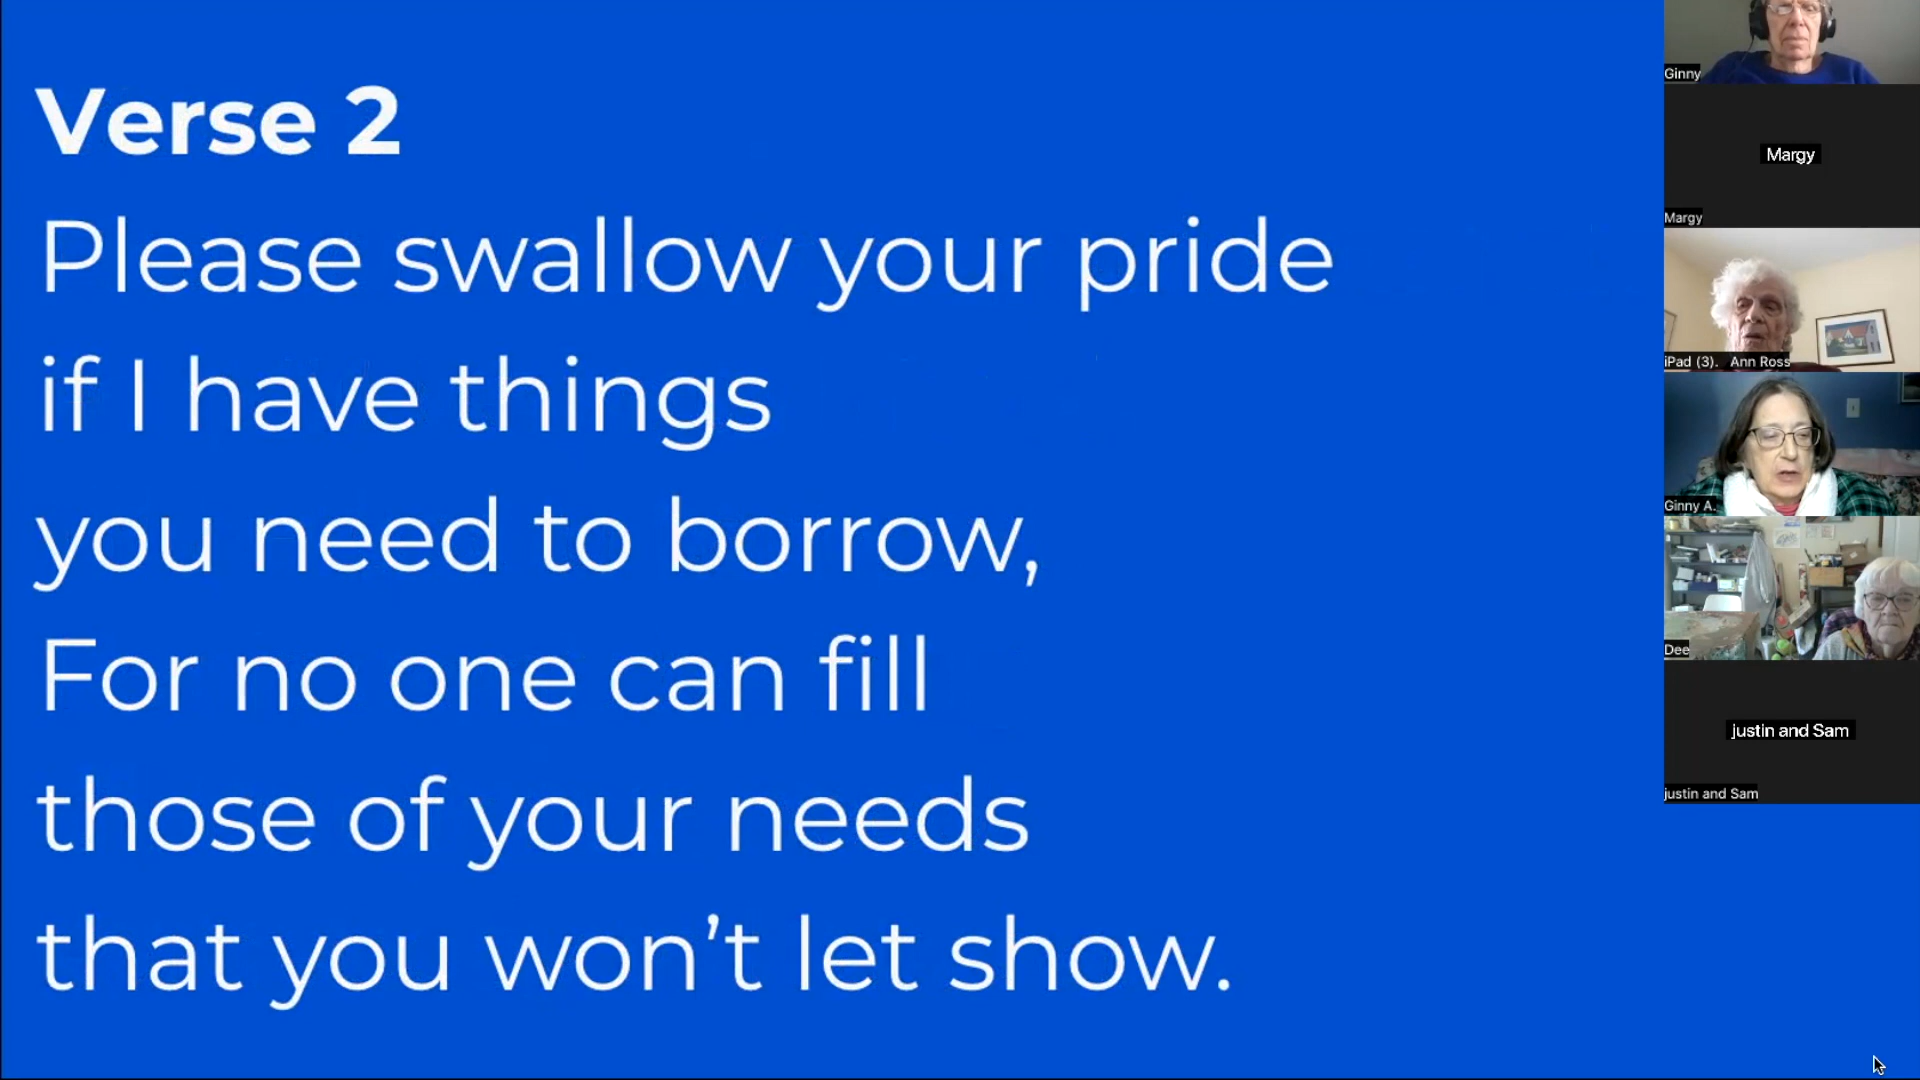 Verse 2
Please swallow your pride
if I have things
you need to borrow,
For no one can fill
those of your needs
that you won’t let show.
Ginny
Margy
Margy
iPad (3). Ann Ross
Ginny A.
Dee
justin and Sam
justin and Sam